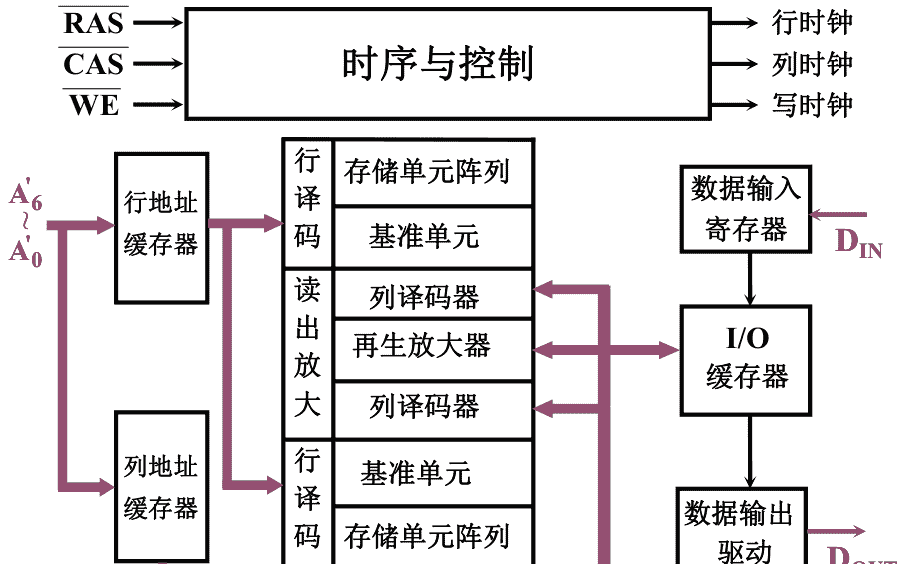 RAS
CAS
WE
时序与控制
行时钟
列时钟
写时钟
A'6
~
A'0
行地址
缓存器
列地址
缓存器
行译码
存储单元阵列
基准单元
读出放大
列译码器
再生放大器
列译码器
行译码
基准单元
存储单元阵列
数据输入
寄存器
DIN
I/O
缓存器
数据输出
驱动
DOUT